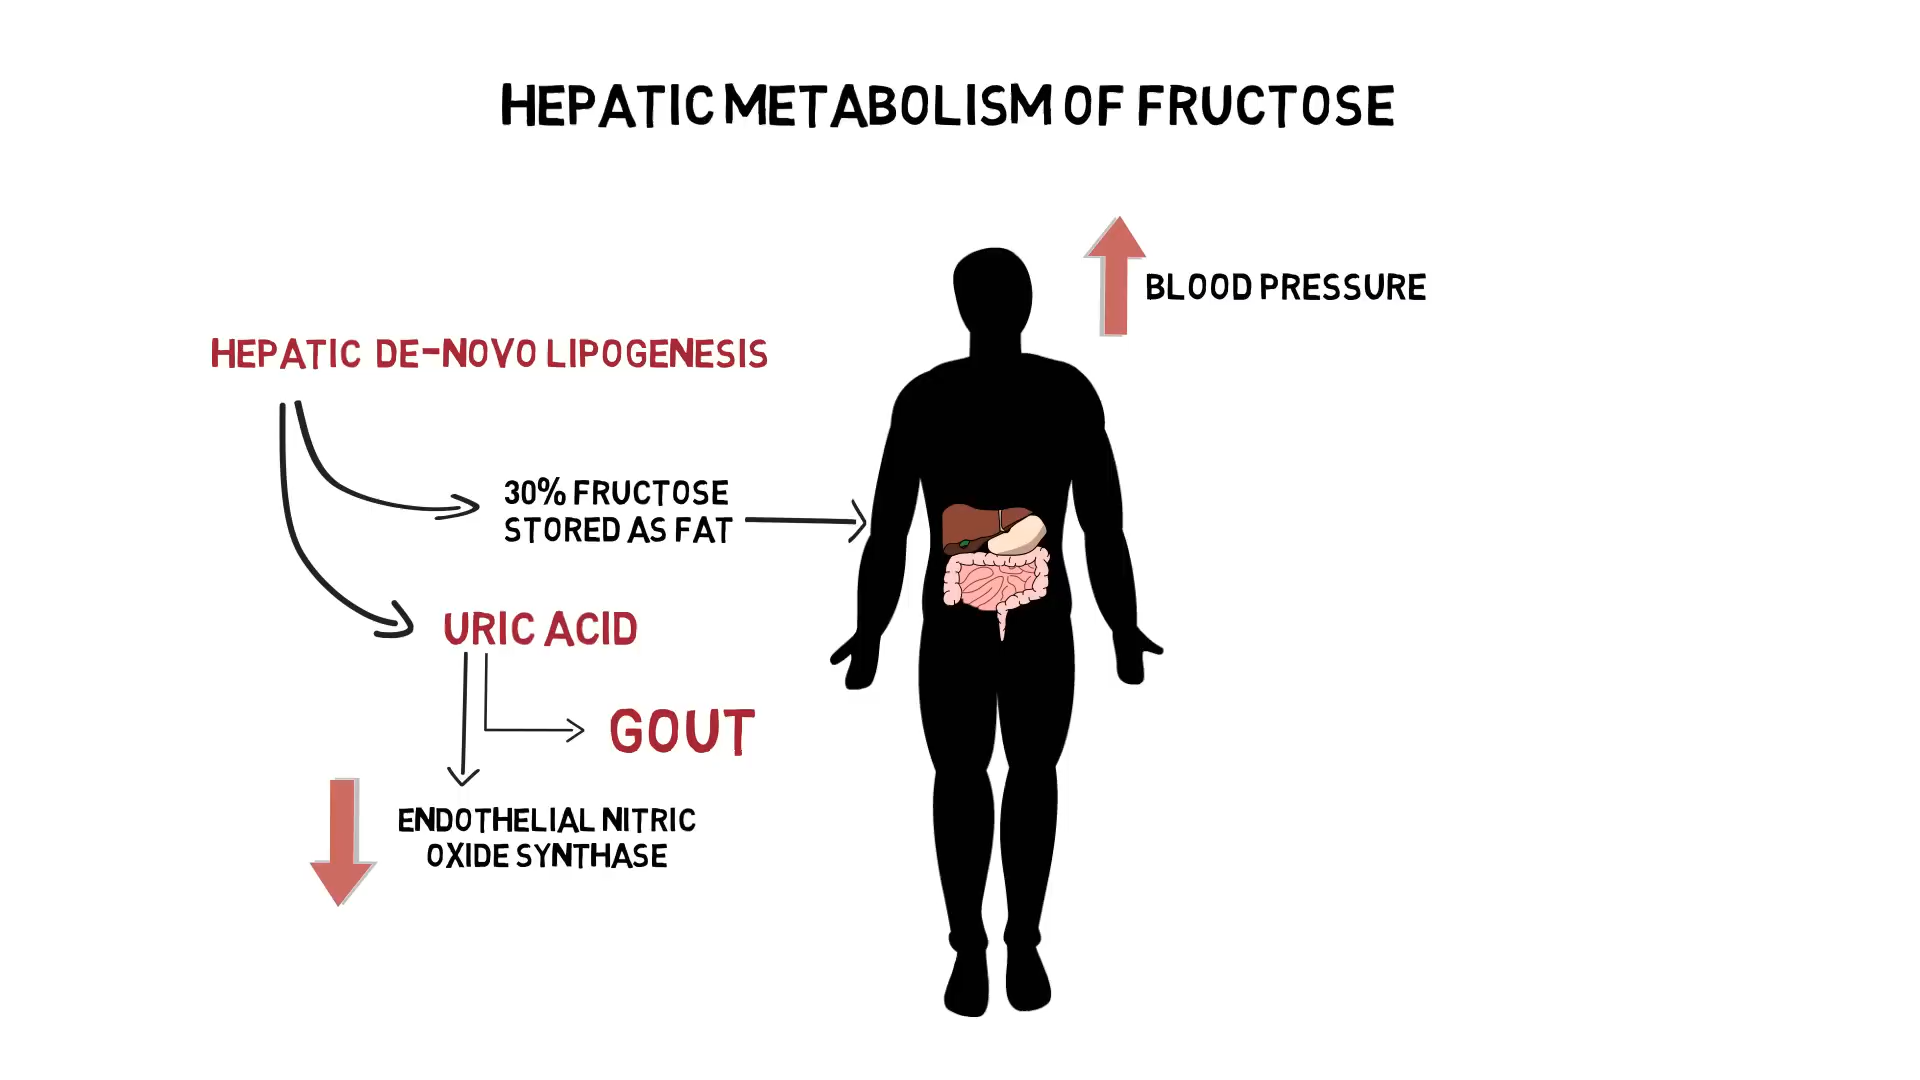 HEPATIC METABOLISM OF FRUCTOSE
BLOOD PRESSURE
HEPATIC DE-NOVO LIPOGENESIS
30% FRUCTOSE
STORED AS FAT
URIC ACID
GOUT
ENDOTHELIAL NITRIC
OXIDE SYNTHASE